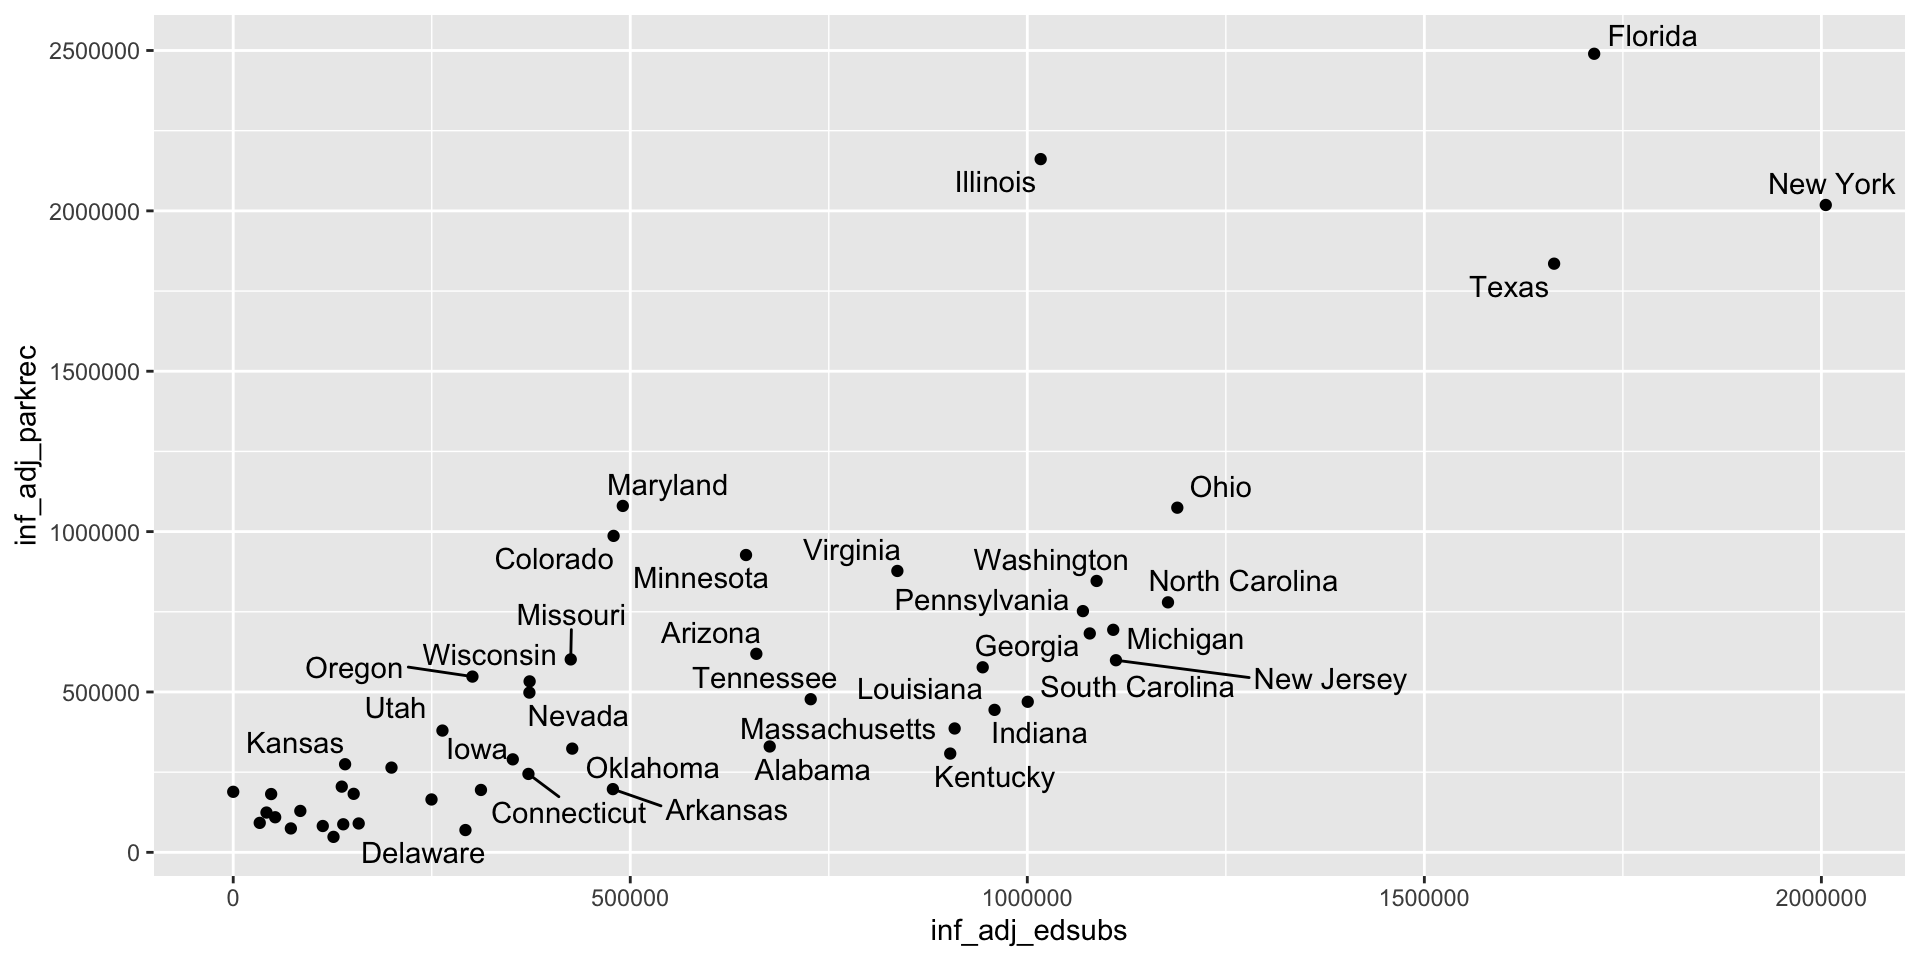 2500000
2000000
1500000
1000000
500000
0
inf_adj_parkrec
Florida
Illinois
New York
Texas
Maryland
Ohio
Colorado
Virginia
Washington
Minnesota
North Carolina
Pennsylvania
Missouri
Arizona
Michigan
Georgia
Wisconsin
Oregon
Tennessee
New Jersey
Louisiana
South Carolina
Utah
Nevada
Massachusetts
Indiana
Kansas
Iowa
Oklahoma
Alabama
Kentucky
Connecticut
Arkansas
Delaware
0
500000
1000000
1500000
2000000
inf_adj_edsubs